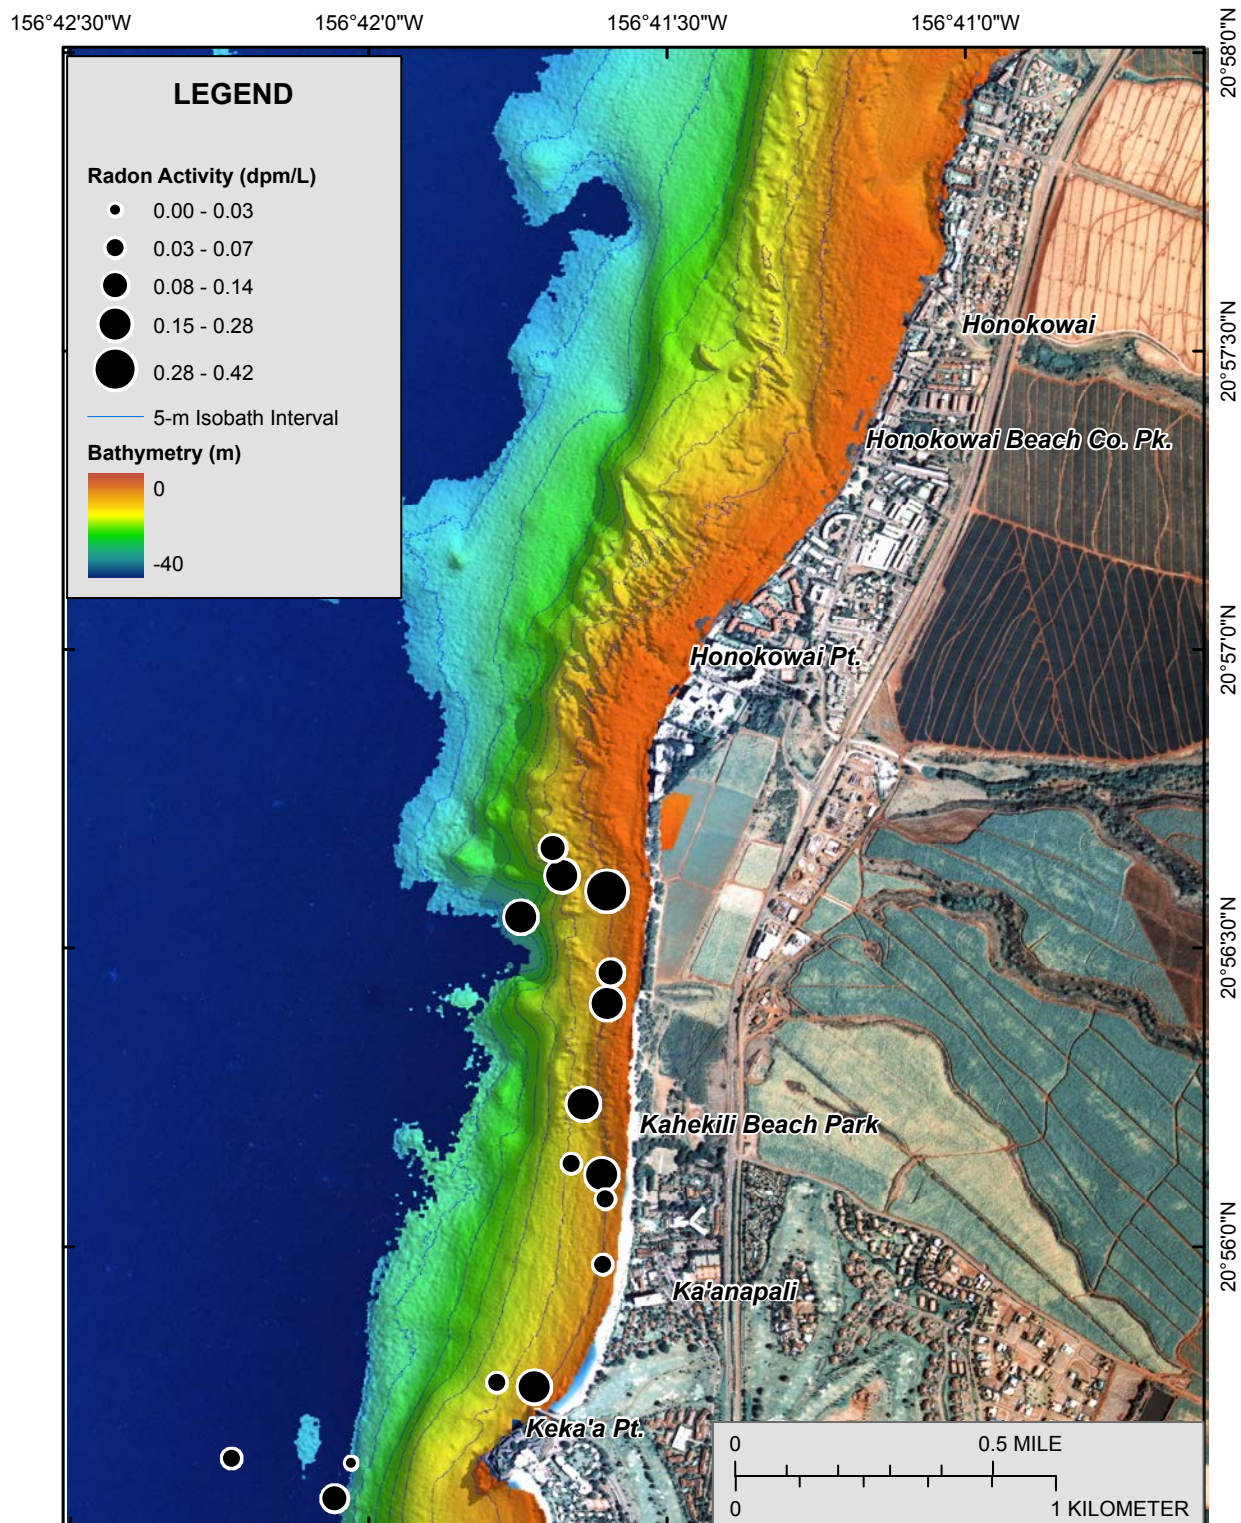 156°42'30"W
156°42'0"W
156°41'30"W
156°41'0"W
20°58'0"N
LEGEND
Radon Activity (dpm/L)
0.00 - 0.03
0.03 - 0.07
0.08 - 0.14
0.15 - 0.28
0.28 - 0.42
5-m Isobath Interval
Bathymetry (m)
0
-40
Honokowai
20°57'30"N
Honokowai Beach Co. Pk.
20°57'0"N
Honokowai Pt.
20°56'30"N
Kahekili Beach Park
20°56'0"N
Ka'anapali
Keka'a Pt.
0 0.5 MILE
0 1 KILOMETER